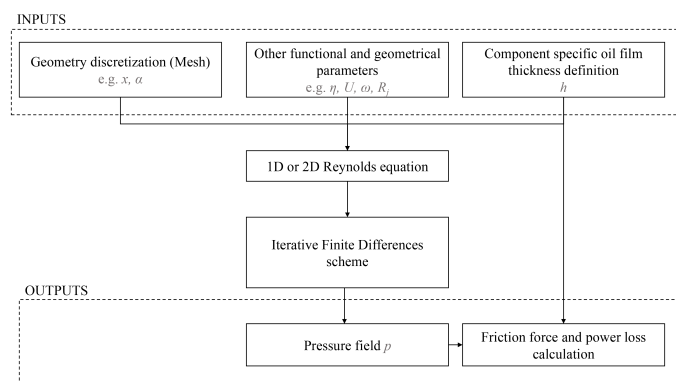 INPUTS
Geometry discretization (Mesh)
e.g. x, α
Other functional and geometrical
parameters
e.g. η, U, ω, Rj
Component specific oil film
thickness definition
h
1D or 2D Reynolds equation
Iterative Finite Differences
scheme
OUTPUTS
Pressure field p
Friction force and power loss
calculation